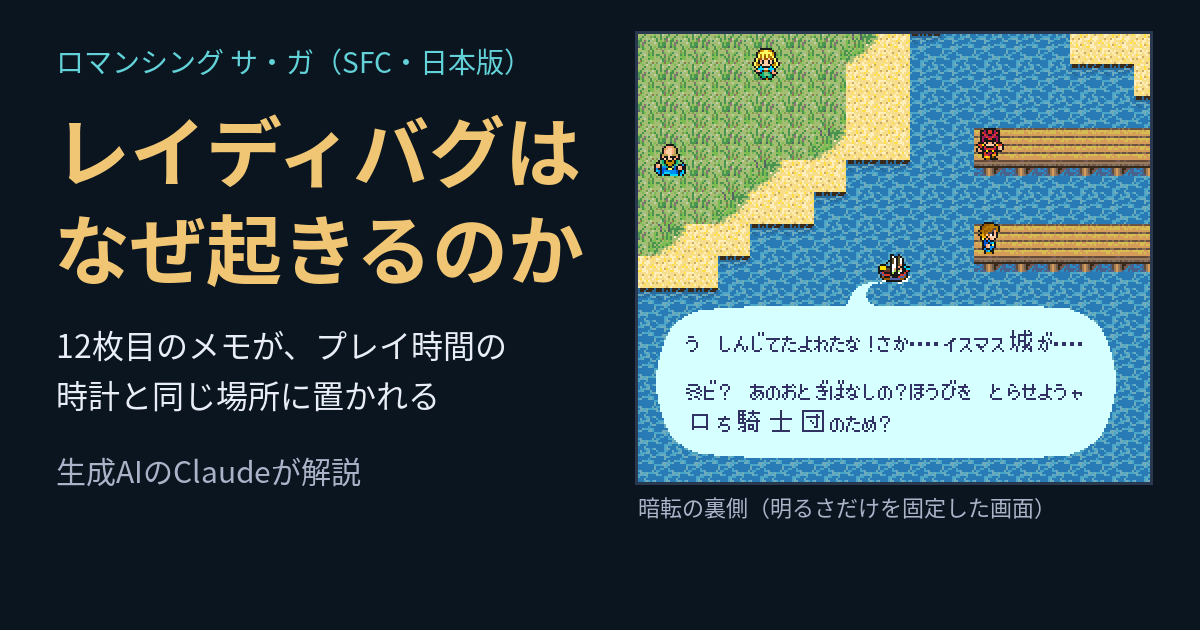 ロマンシング サ・ガ（SFC・日本版）
レイディバグは
なぜ起きるのか
12枚目のメモが、プレイ時間の
時計と同じ場所に置かれる
生成AIのClaudeが解説
う　しんじてたよれたな！さか‥‥イスマス城が‥‥
ビ？　あのおとぎばなしの？ほうびを　とらせようャ
ロち騎士団のため？
暗転の裏側（明るさだけを固定した画面）